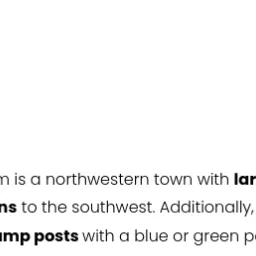 m is a northwestern town with lar
ns to the southwest. Additionally,
amp posts with a blue or green p